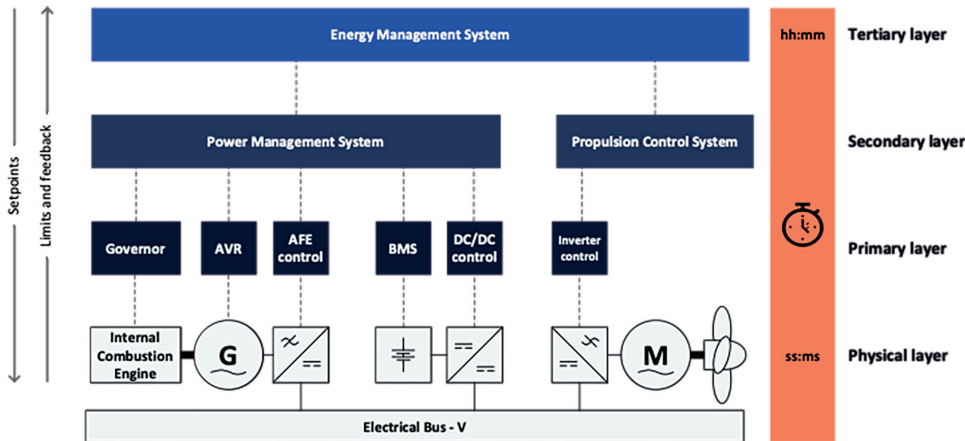 Energy Management System
hh:mm
Tertiary layer
Power Management System
Propulsion Control System
Secondary layer
Setpoints
Limits and feedback
Governor
AVR
AFE
control
BMS
DC/DC
control
Inverter
control
Primary layer
Internal
Combustion
Engine
G
M
ss:ms
Physical layer
Electrical Bus - V